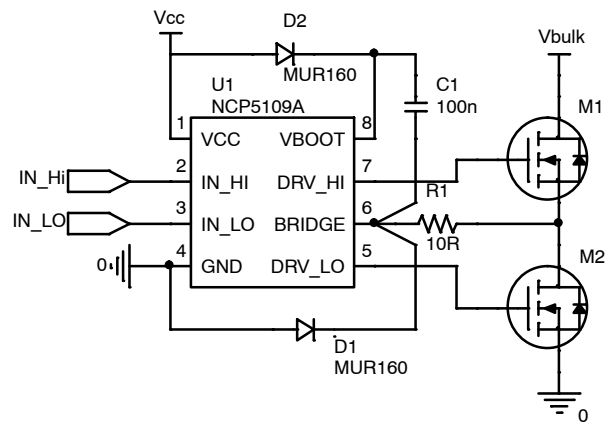 Vcc
D2
MUR160
Vbulk
U1
NCP5109A
C1
100n
M1
1
VCC
VBOOT
8
IN_Hi
2
IN_HI
DRV_HI
7
IN_LO
3
IN_LO
BRIDGE
6
R1
10R
0
4
GND
DRV_LO
5
M2
D1
MUR160
0